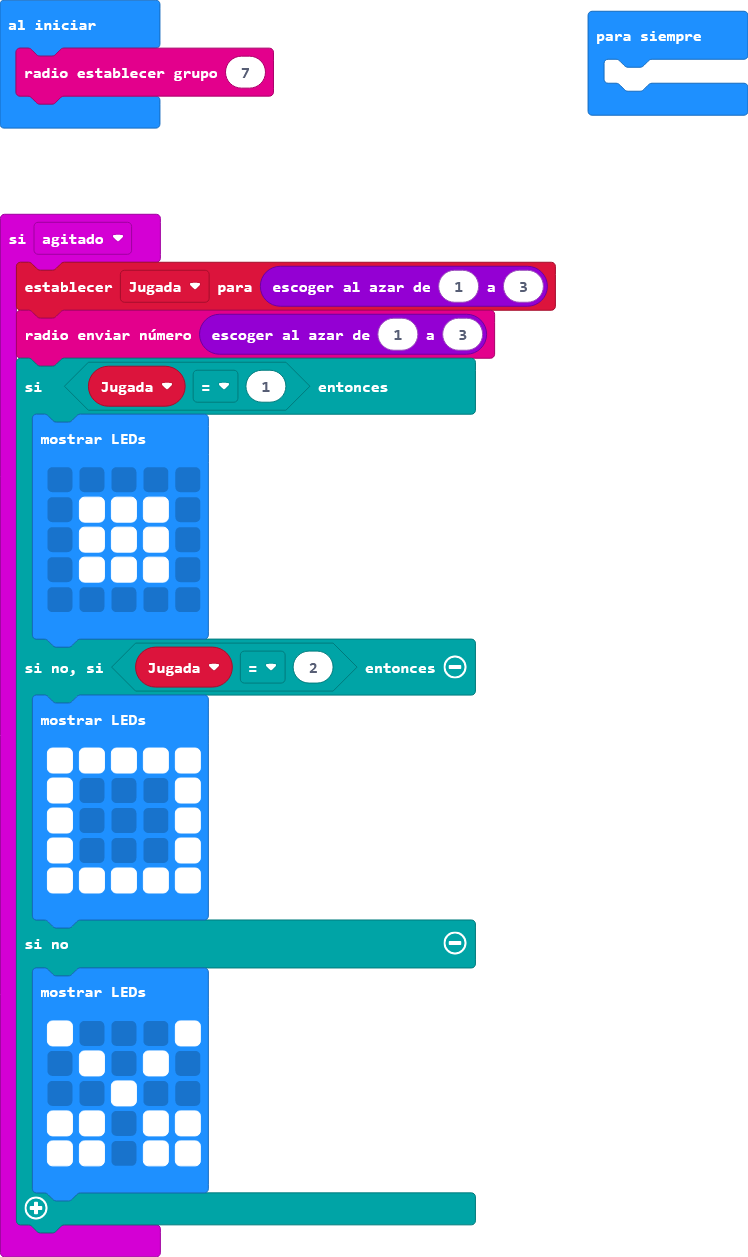 al iniciar
radio establecer grupo 7
para siempre
si agitado
establecer Jugada para escoger al azar de 1 a 3
radio enviar número escoger al azar de 1 a 3
si Jugada = 1 entonces
mostrar LEDs
si no, si Jugada = 2 entonces
mostrar LEDs
si no
mostrar LEDs